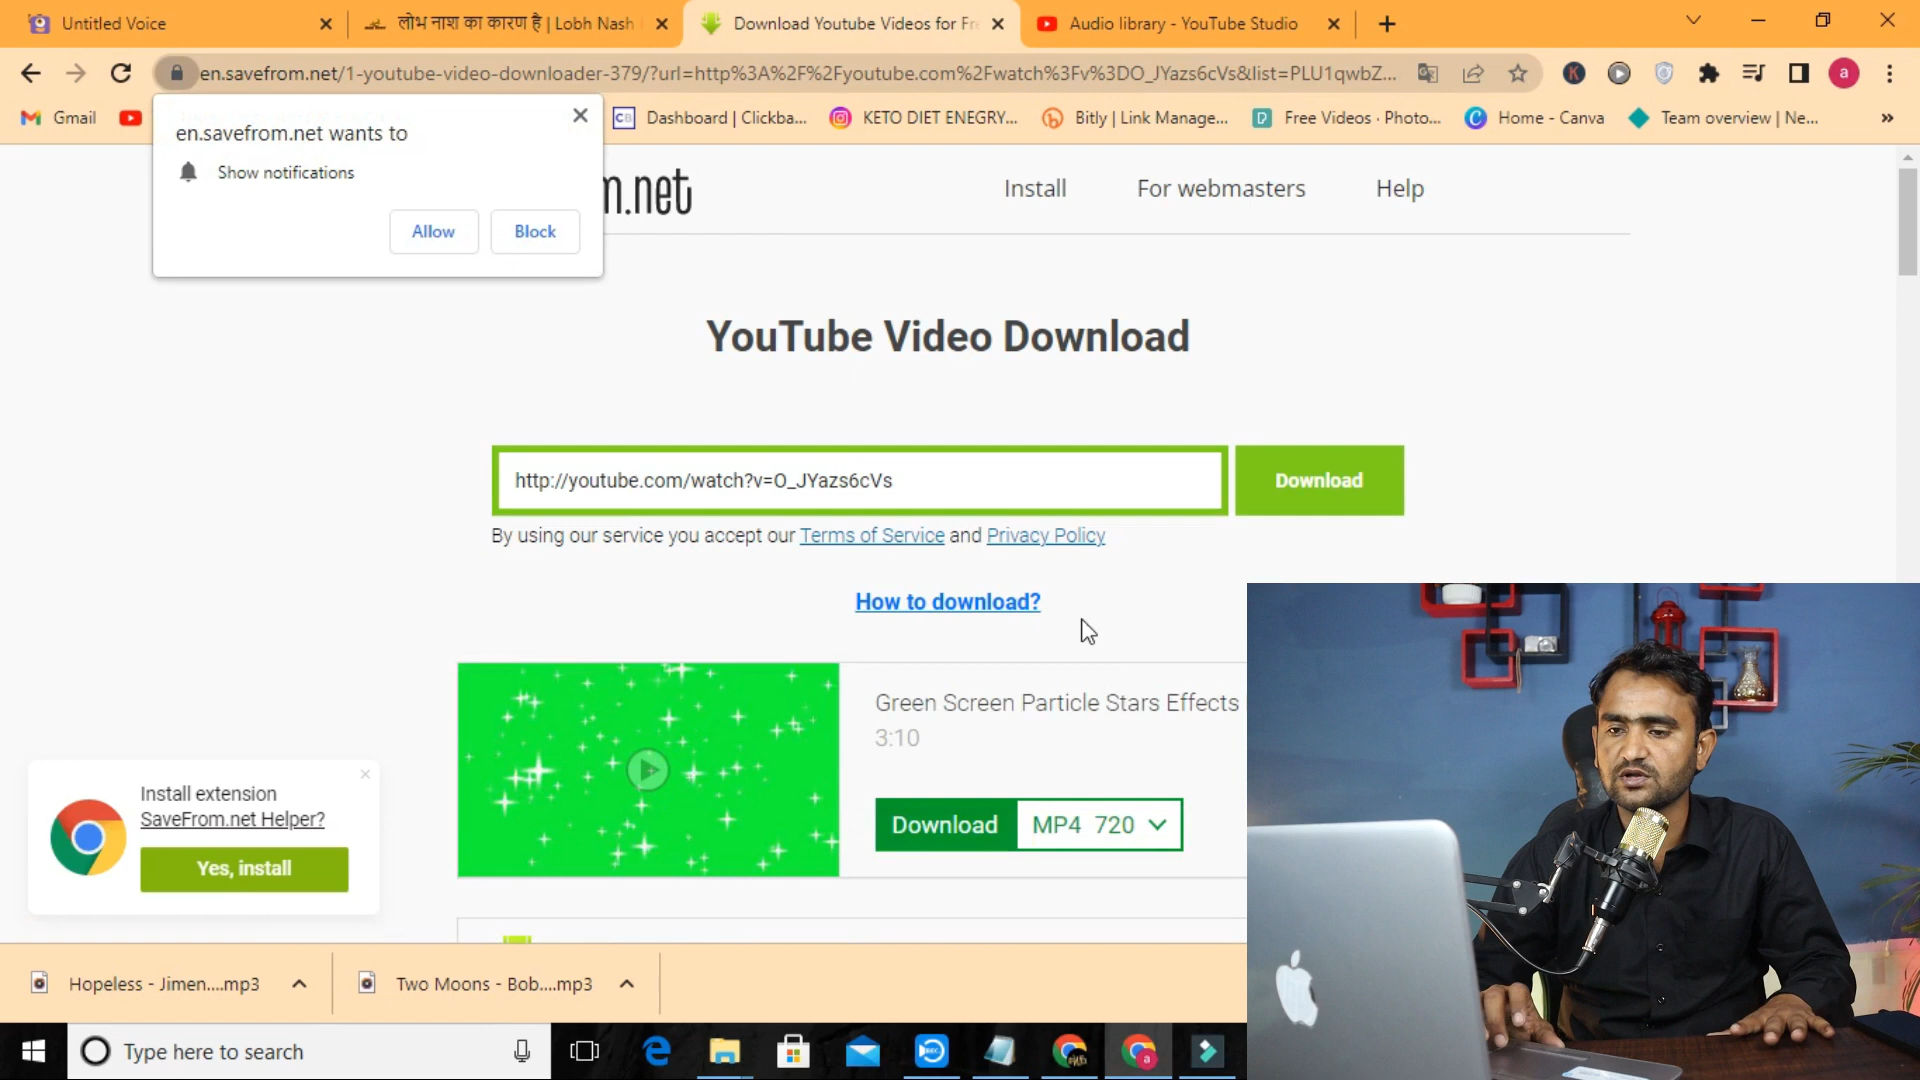 Untitled Voice
लोभ नाश का कारण है | Lobh Nash
Download Youtube Videos for Fr
Audio library - YouTube Studio
en.savefrom.net/1-youtube-video-downloader-379/?url=http%3A%2F%2Fyoutube.com%2Fwatch%3Fv%3DO_JYazs6cVs&list=PLU1qwbZ...
K
a
Gmail
CB
Dashboard | Clickba...
KETO DIET ENEGRY...
Bitly | Link Manage...
Free Videos · Photo...
Home - Canva
Team overview | Ne...
en.savefrom.net wants to
Show notifications
Allow
Block
m.net
Install
For webmasters
Help
YouTube Video Download
http://youtube.com/watch?v=O_JYazs6cVs
Download
By using our service you accept our Terms of Service and Privacy Policy
How to download?
Green Screen Particle Stars Effects
3:10
Download
MP4 720
Install extension
SaveFrom.net Helper?
Yes, install
Hopeless - Jimen....mp3
Two Moons - Bob....mp3
Type here to search
REC
a